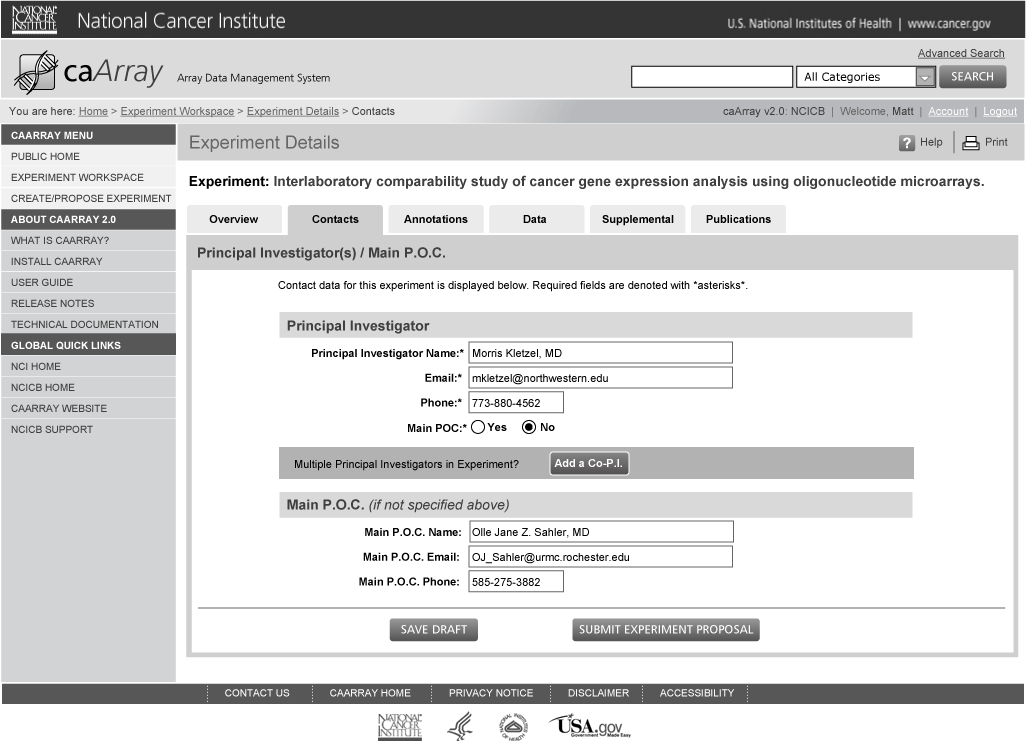 NATIONAL CANCER INSTITUTE
National Cancer Institute
U.S. National Institutes of Health | www.cancer.gov
caArray Array Data Management System
Advanced Search
All Categories SEARCH
You are here: Home > Experiment Workspace > Experiment Details > Contacts
caArray v2.0: NCICB | Welcome, Matt | Account | Logout
CAARRAY MENU
PUBLIC HOME
EXPERIMENT WORKSPACE
CREATE/PROPOSE EXPERIMENT
ABOUT CAARRAY 2.0
WHAT IS CAARRAY?
INSTALL CAARRAY
USER GUIDE
RELEASE NOTES
TECHNICAL DOCUMENTATION
GLOBAL QUICK LINKS
NCI HOME
NCICB HOME
CAARRAY WEBSITE
NCICB SUPPORT
Experiment Details
? Help Print
Experiment: Interlaboratory comparability study of cancer gene expression analysis using oligonucleotide microarrays.
Overview Contacts Annotations Data Supplemental Publications
Principal Investigator(s) / Main P.O.C.
Contact data for this experiment is displayed below. Required fields are denoted with *asterisks*.
Principal Investigator
Principal Investigator Name:* Morris Kletzel, MD
Email:* mkletzel@northwestern.edu
Phone:* 773-880-4562
Main POC:* Yes No
Multiple Principal Investigators in Experiment? Add a Co-P.I.
Main P.O.C. (if not specified above)
Main P.O.C. Name: Olle Jane Z. Sahler, MD
Main P.O.C. Email: OJ_Sahler@urmc.rochester.edu
Main P.O.C. Phone: 585-275-3882
SAVE DRAFT SUBMIT EXPERIMENT PROPOSAL
CONTACT US CAARRAY HOME PRIVACY NOTICE DISCLAIMER ACCESSIBILITY
NATIONAL CANCER INSTITUTE
USA.gov
Government Made Easy